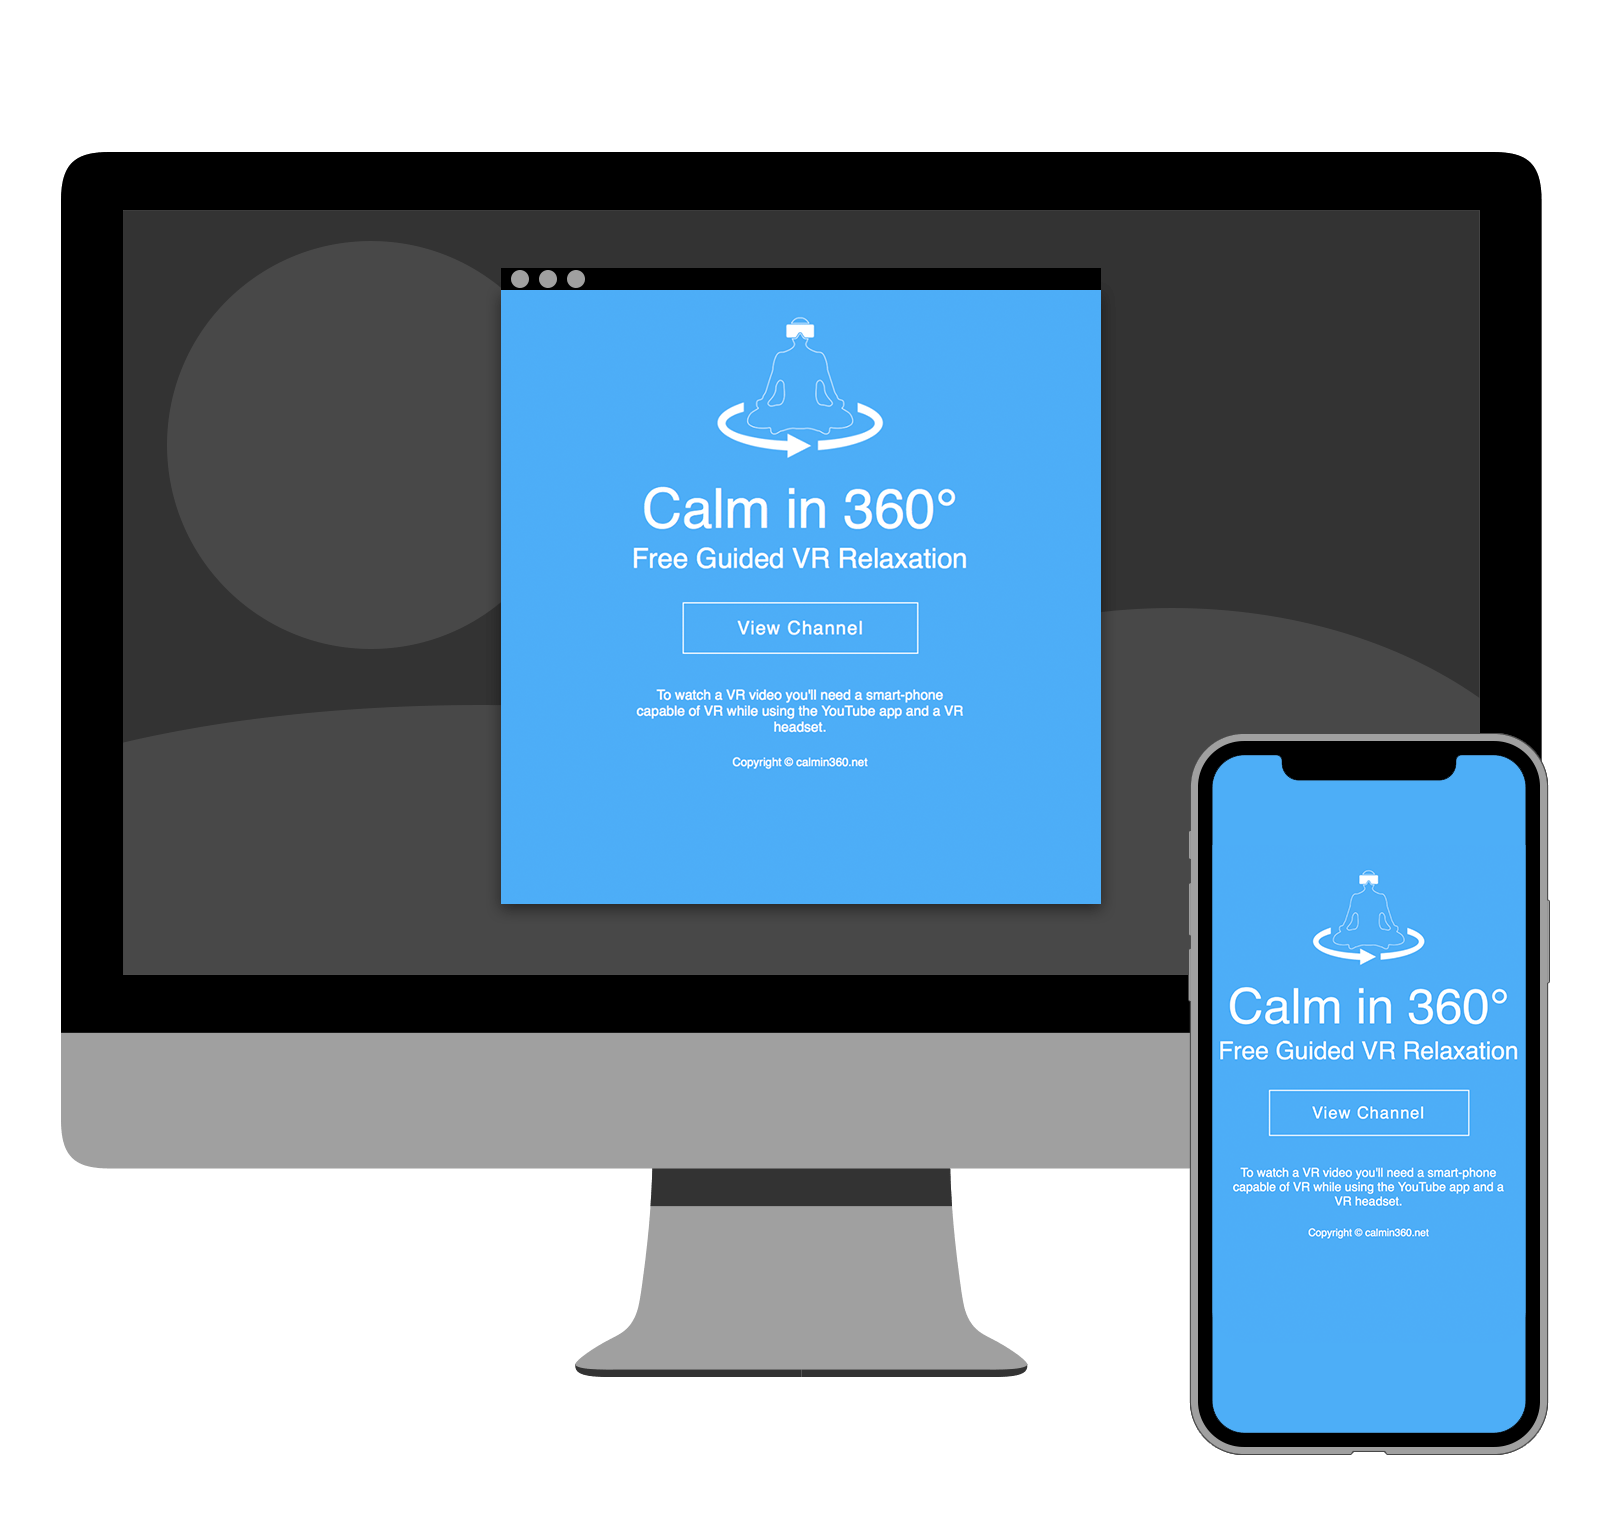 Calm in 360°
Free Guided VR Relaxation
View Channel
To watch a VR video you'll need a smart-phone
capable of VR while using the YouTube app and a VR
headset.
Copyright © calmin360.net
Calm in 360°
Free Guided VR Relaxation
View Channel
To watch a VR video you'll need a smart-phone
capable of VR while using the YouTube app and a
VR headset.
Copyright © calmin360.net